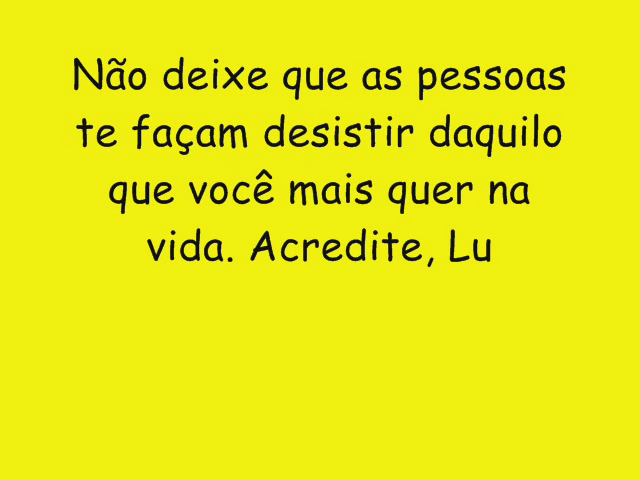 Não deixe que as pessoas
te façam desistir daquilo
que você mais quer na
vida. Acredite, Lu